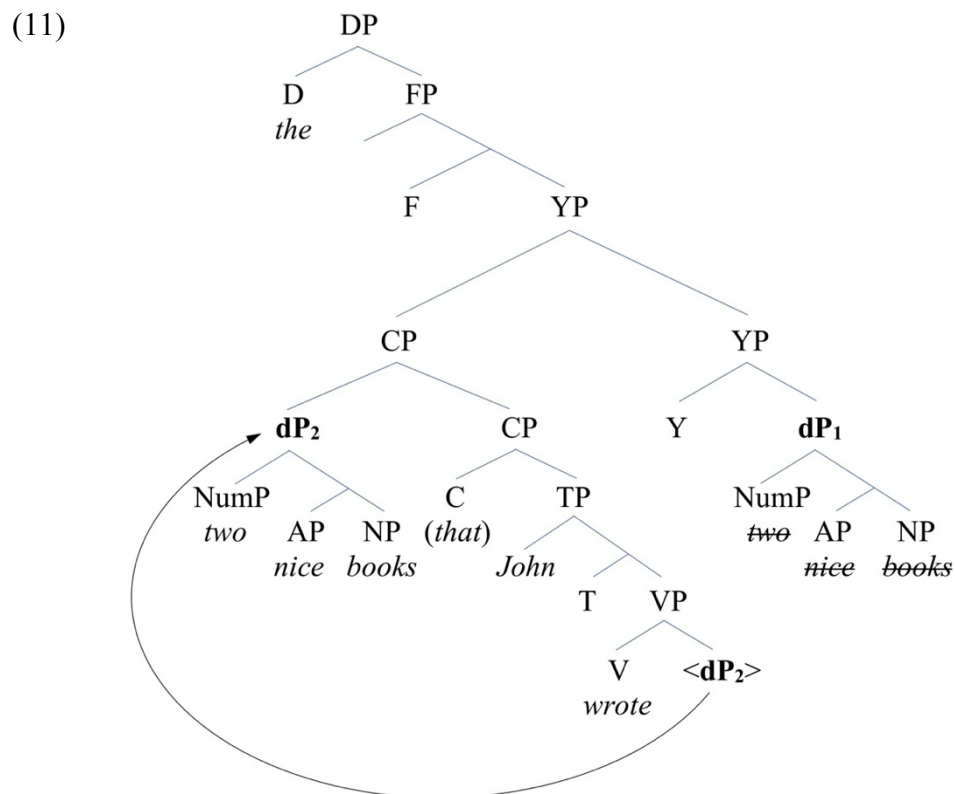 (11)
DP
D FP
the
F YP
CP YP
dP₂ CP Y dP₁
NumP C TP NumP
two AP NP (that) two AP NP
nice books John nice books
T VP
V <dP₂>
wrote